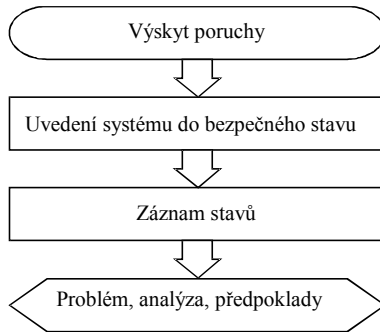 Výskyt poruchy
Uvedení systému do bezpečného stavu
Záznam stavů
Problém, analýza, předpoklady